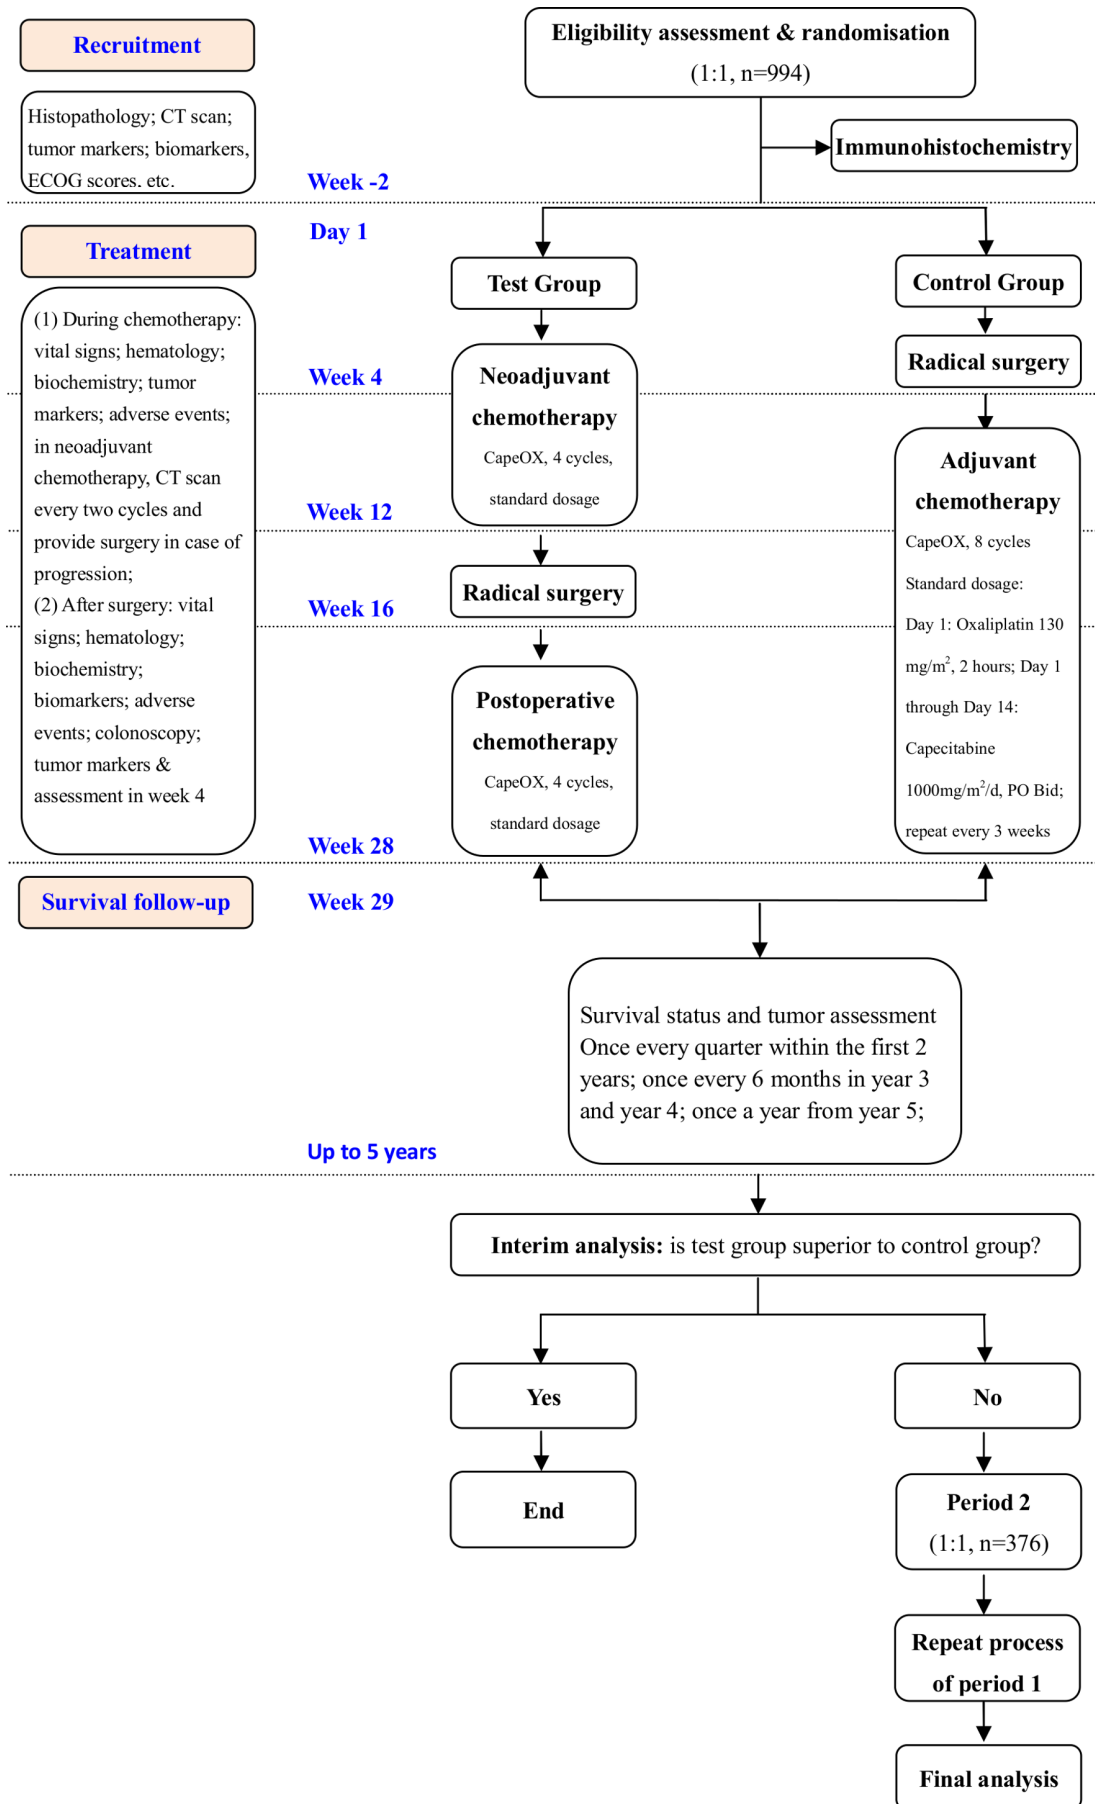 Recruitment
Histopathology; CT scan;
tumor markers; biomarkers,
ECOG scores, etc.
Eligibility assessment & randomisation
(1:1, n=994)
Immunohistochemistry
Week -2
Day 1
Treatment
(1) During chemotherapy:
vital signs; hematology;
biochemistry; tumor
markers; adverse events;
in neoadjuvant
chemotherapy, CT scan
every two cycles and
provide surgery in case of
progression;
(2) After surgery: vital
signs; hematology;
biochemistry;
biomarkers; adverse
events; colonoscopy;
tumor markers &
assessment in week 4
Test Group
Control Group
Radical surgery
Week 4
Neoadjuvant
chemotherapy
CapeOX, 4 cycles,
standard dosage
Week 12
Adjuvant
chemotherapy
CapeOX, 8 cycles
Standard dosage:
Day 1: Oxaliplatin 130
mg/m², 2 hours; Day 1
through Day 14:
Capecitabine
1000mg/m²/d, PO Bid;
repeat every 3 weeks
Radical surgery
Week 16
Postoperative
chemotherapy
CapeOX, 4 cycles,
standard dosage
Week 28
Survival follow-up
Week 29
Survival status and tumor assessment
Once every quarter within the first 2
years; once every 6 months in year 3
and year 4; once a year from year 5;
Up to 5 years
Interim analysis: is test group superior to control group?
Yes
No
End
Period 2
(1:1, n=376)
Repeat process
of period 1
Final analysis